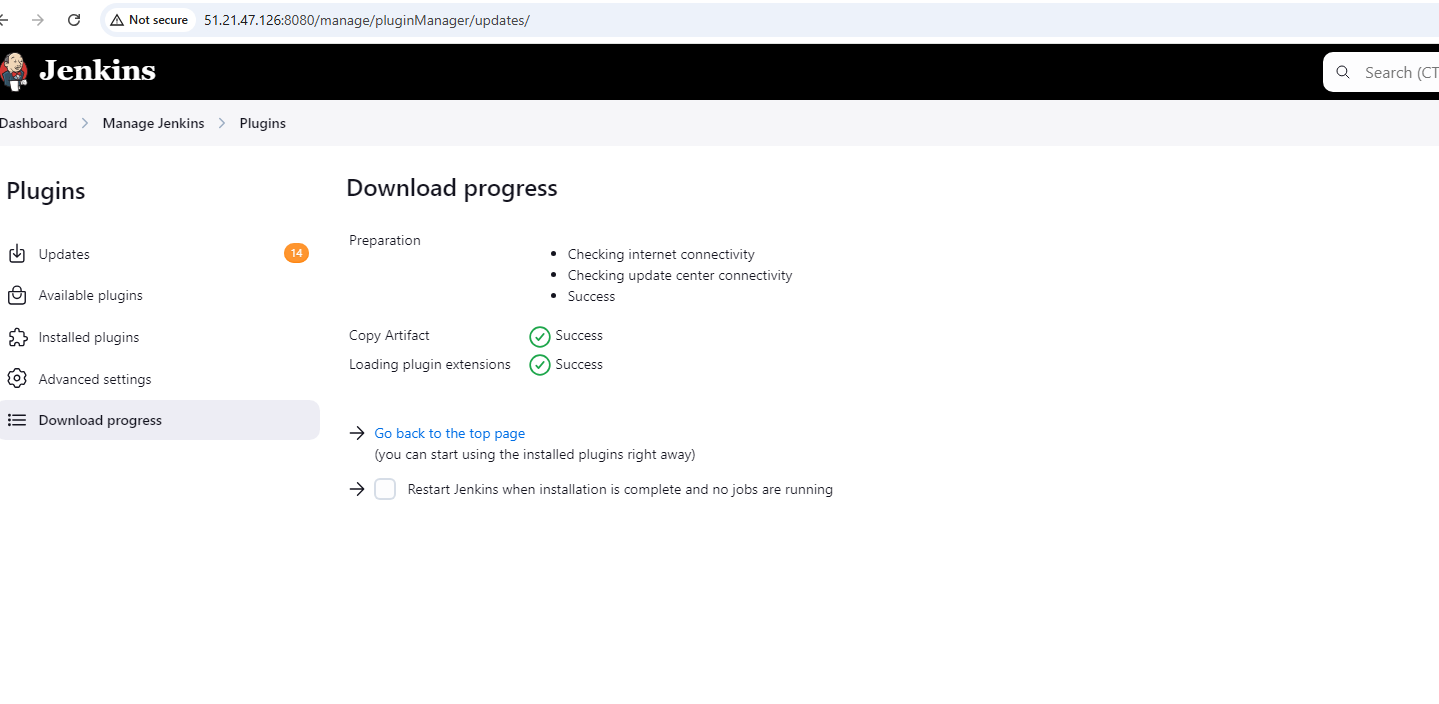 Not secure 51.21.47.126:8080/manage/pluginManager/updates/
Jenkins
Search (CT
Dashboard Manage Jenkins Plugins
Plugins
Updates 14
Available plugins
Installed plugins
Advanced settings
Download progress
Download progress
Preparation
Checking internet connectivity
Checking update center connectivity
Success
Copy Artifact Success
Loading plugin extensions Success
Go back to the top page
(you can start using the installed plugins right away)
Restart Jenkins when installation is complete and no jobs are running